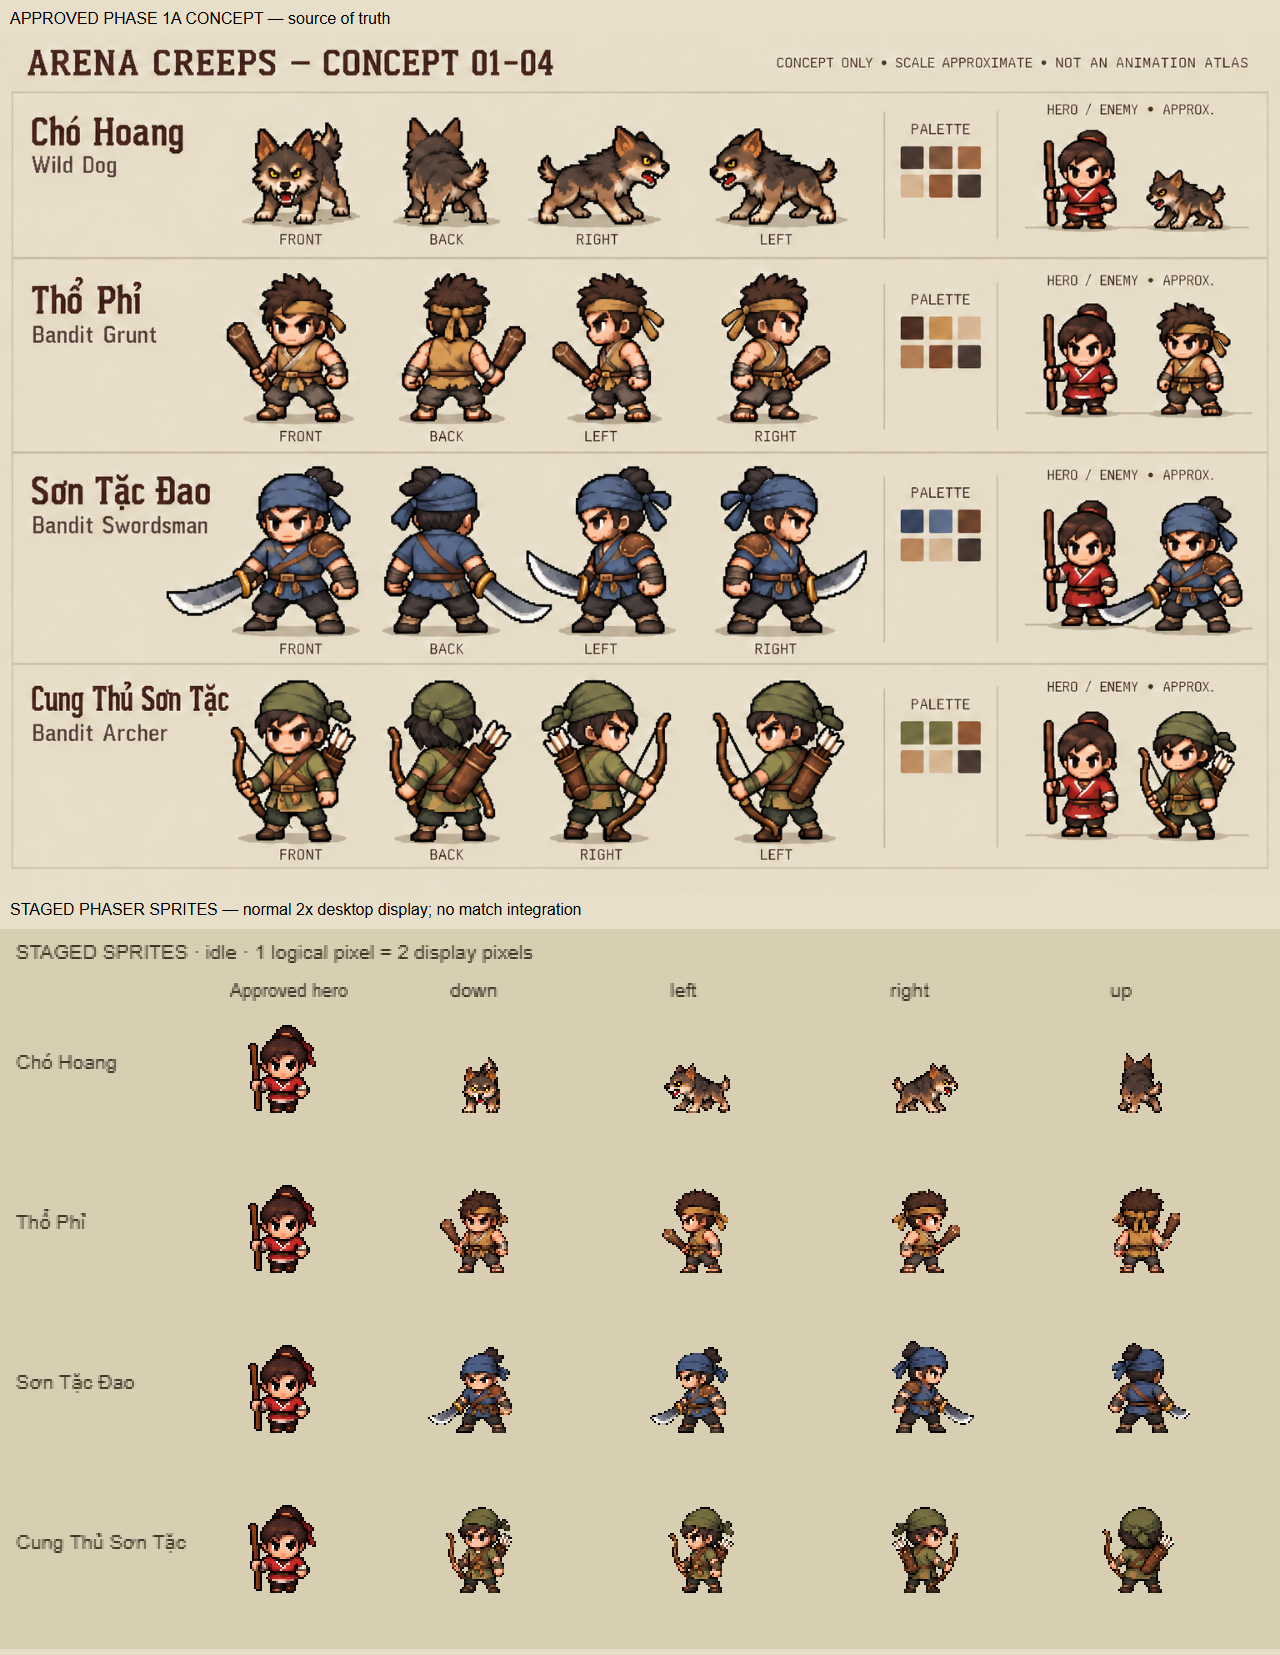 APPROVED PHASE 1A CONCEPT — source of truth
ARENA CREEPS – CONCEPT 01-04
CONCEPT ONLY • SCALE APPROXIMATE • NOT AN ANIMATION ATLAS
Chó Hoang
Wild Dog
FRONT
BACK
RIGHT
LEFT
PALETTE
HERO / ENEMY • APPROX.
Thổ Phỉ
Bandit Grunt
FRONT
BACK
LEFT
RIGHT
PALETTE
HERO / ENEMY • APPROX.
Sơn Tặc Đao
Bandit Swordsman
FRONT
BACK
LEFT
RIGHT
PALETTE
HERO / ENEMY • APPROX.
Cung Thủ Sơn Tặc
Bandit Archer
FRONT
BACK
RIGHT
LEFT
PALETTE
HERO / ENEMY • APPROX.
STAGED PHASER SPRITES — normal 2x desktop display; no match integration
STAGED SPRITES · idle · 1 logical pixel = 2 display pixels
Approved hero
down
left
right
up
Chó Hoang
Thổ Phỉ
Sơn Tặc Đao
Cung Thủ Sơn Tặc